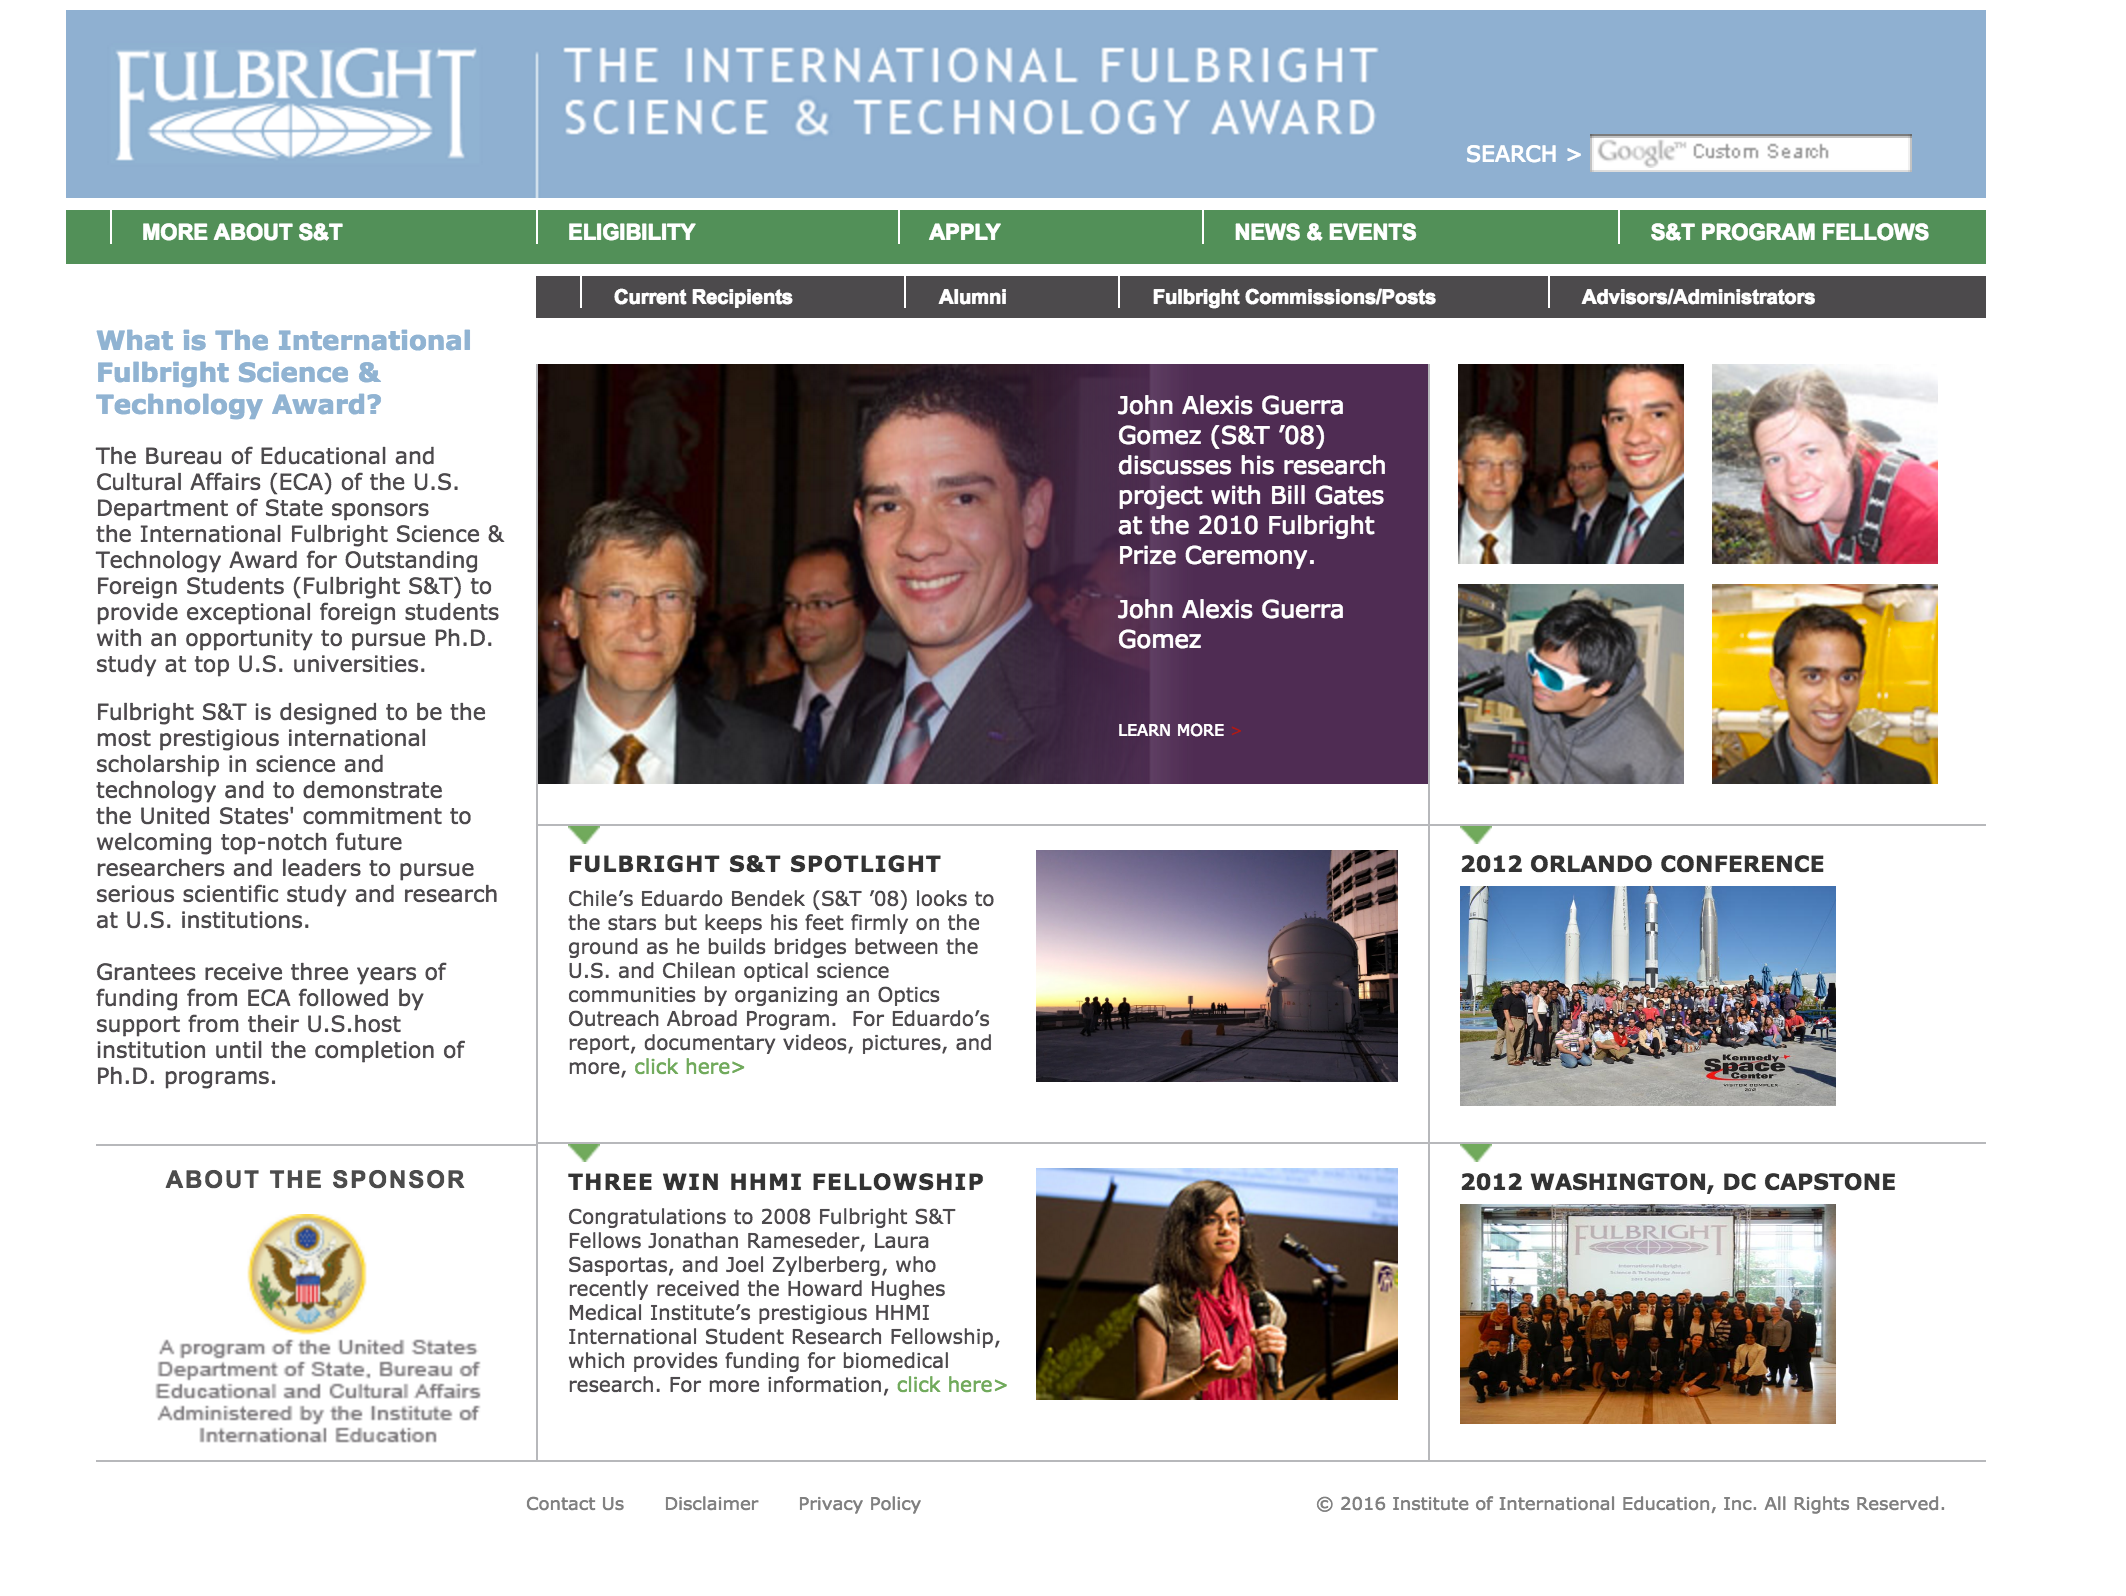 FULBRIGHT
THE INTERNATIONAL FULBRIGHT
SCIENCE & TECHNOLOGY AWARD
SEARCH > Google™ Custom Search
MORE ABOUT S&T
ELIGIBILITY
APPLY
NEWS & EVENTS
S&T PROGRAM FELLOWS
Current Recipients
Alumni
Fulbright Commissions/Posts
Advisors/Administrators
What is The International
Fulbright Science &
Technology Award?
The Bureau of Educational and
Cultural Affairs (ECA) of the U.S.
Department of State sponsors
the International Fulbright Science &
Technology Award for Outstanding
Foreign Students (Fulbright S&T) to
provide exceptional foreign students
with an opportunity to pursue Ph.D.
study at top U.S. universities.
Fulbright S&T is designed to be the
most prestigious international
scholarship in science and
technology and to demonstrate
the United States' commitment to
welcoming top-notch future
researchers and leaders to pursue
serious scientific study and research
at U.S. institutions.
Grantees receive three years of
funding from ECA followed by
support from their U.S.host
institution until the completion of
Ph.D. programs.
ABOUT THE SPONSOR
A program of the United States
Department of State, Bureau of
Educational and Cultural Affairs
Administered by the Institute of
International Education
John Alexis Guerra
Gomez (S&T ’08)
discusses his research
project with Bill Gates
at the 2010 Fulbright
Prize Ceremony.
John Alexis Guerra
Gomez
LEARN MORE >
FULBRIGHT S&T SPOTLIGHT
Chile’s Eduardo Bendek (S&T ’08) looks to
the stars but keeps his feet firmly on the
ground as he builds bridges between the
U.S. and Chilean optical science
communities by organizing an Optics
Outreach Abroad Program.  For Eduardo’s
report, documentary videos, pictures, and
more, click here>
2012 ORLANDO CONFERENCE
Kennedy
Space
Center
VISITOR COMPLEX
THREE WIN HHMI FELLOWSHIP
Congratulations to 2008 Fulbright S&T
Fellows Jonathan Rameseder, Laura
Sasportas, and Joel Zylberberg, who
recently received the Howard Hughes
Medical Institute’s prestigious HHMI
International Student Research Fellowship,
which provides funding for biomedical
research. For more information, click here>
2012 WASHINGTON, DC CAPSTONE
FULBRIGHT
International Fulbright
Science & Technology Award
2012 Capstone
Contact Us
Disclaimer
Privacy Policy
© 2016 Institute of International Education, Inc. All Rights Reserved.